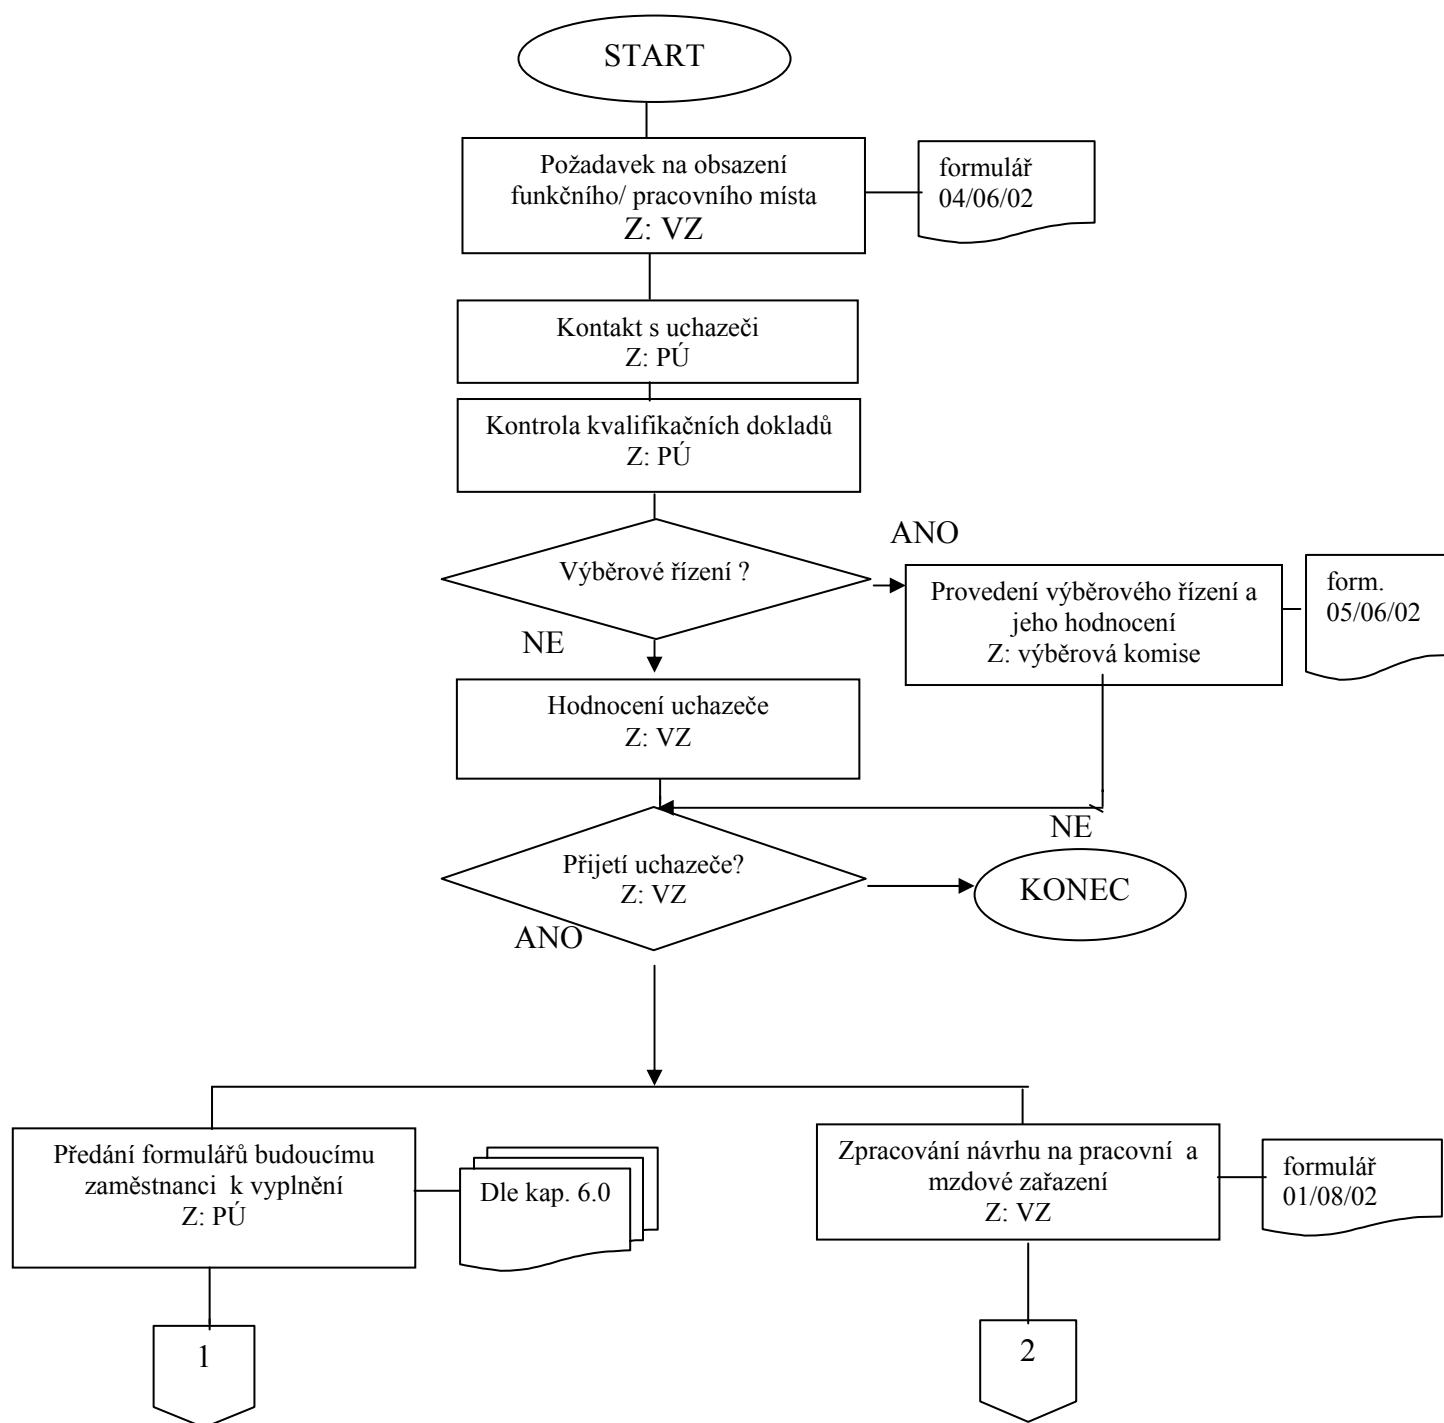 START
Požadavek na obsazení
funkčního/ pracovního místa
Z: VZ
formulář
04/06/02
Kontakt s uchazeči
Z: PÚ
Kontrola kvalifikačních dokladů
Z: PÚ
ANO
Výběrové řízení ?
NE
Provedení výběrového řízení a
jeho hodnocení
Z: výběrová komise
form.
05/06/02
Hodnocení uchazeče
Z: VZ
NE
Přijetí uchazeče?
Z: VZ
KONEC
ANO
Předání formulářů budoucímu
zaměstnanci  k vyplnění
Z: PÚ
Dle kap. 6.0
Zpracování návrhu na pracovní  a
mzdové zařazení
Z: VZ
formulář
01/08/02
1
2